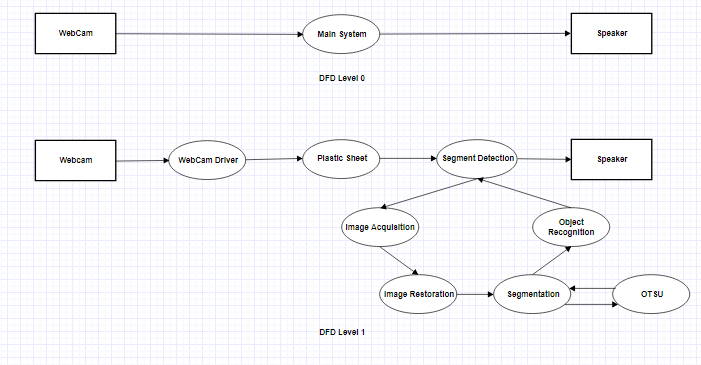 WebCam
Main System
Speaker
DFD Level 0
Webcam
WebCam Driver
Plastic Sheet
Segment Detection
Speaker
Image Acquisition
Object
Recognition
Image Restoration
Segmentation
OTSU
DFD Level 1